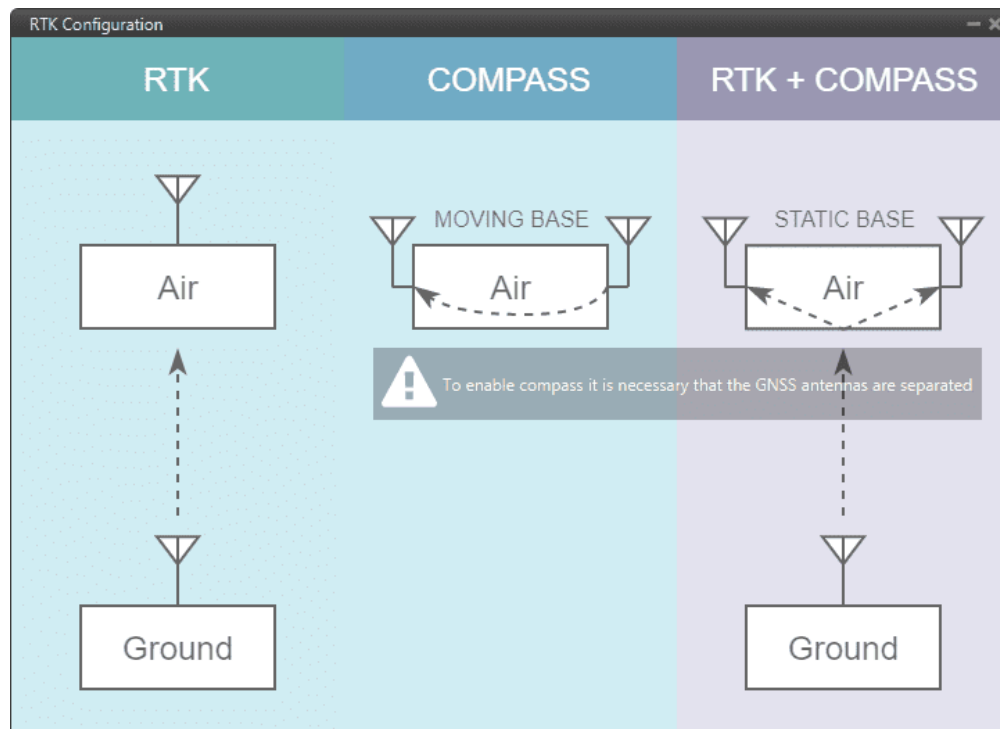 RTK Configuration
RTK
COMPASS
RTK + COMPASS
MOVING BASE
STATIC BASE
Air
Air
Air
To enable compass it is necessary that the GNSS antennas are separated
Ground
Ground